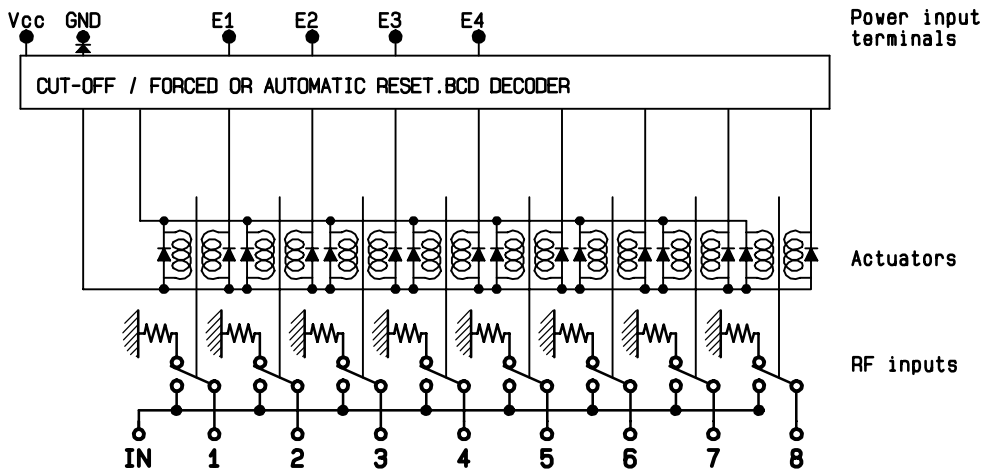 Vcc GND E1 E2 E3 E4 Power input
terminals
CUT-OFF / FORCED OR AUTOMATIC RESET.BCD DECODER
Actuators
RF inputs
IN 1 2 3 4 5 6 7 8